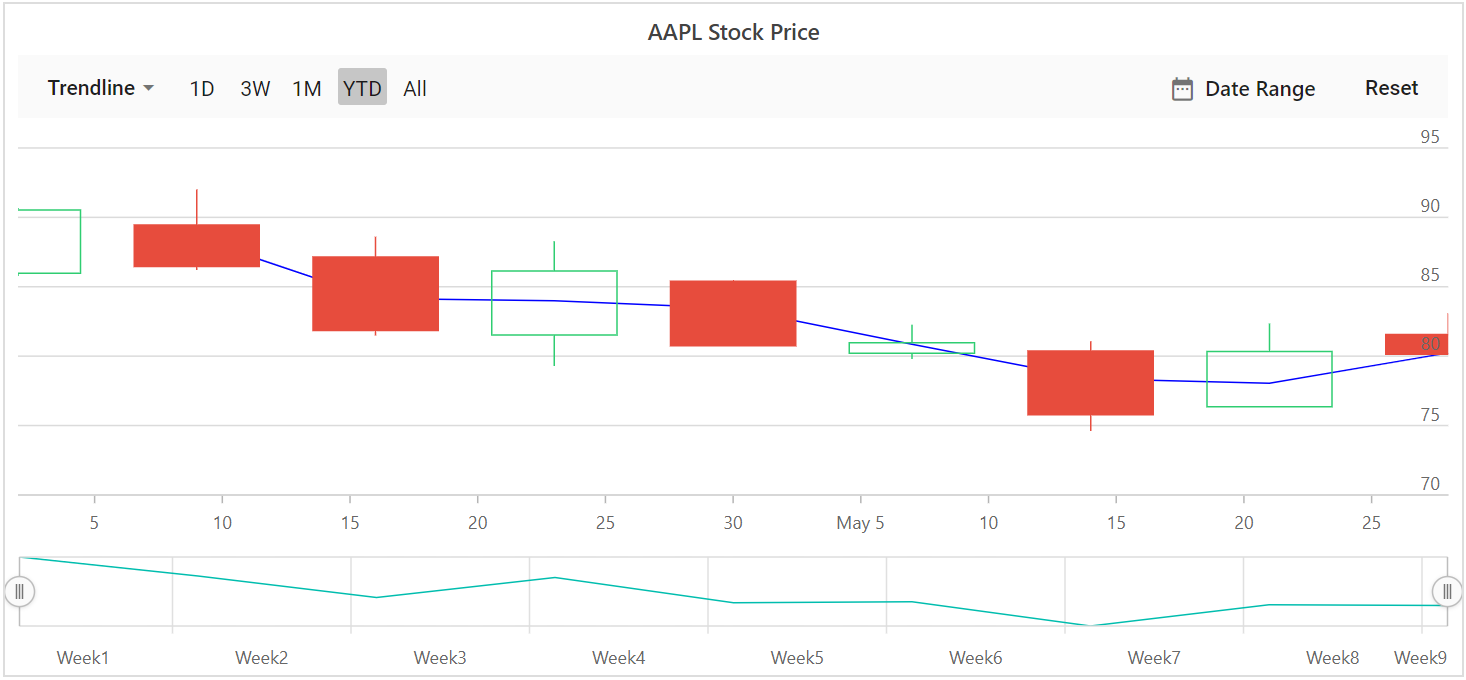 AAPL Stock Price
Trendline 1D 3W 1M YTD All Date Range Reset
95
90
85
80
75
70
5 10 15 20 25 30 May 5 10 15 20 25
Week1 Week2 Week3 Week4 Week5 Week6 Week7 Week8 Week9